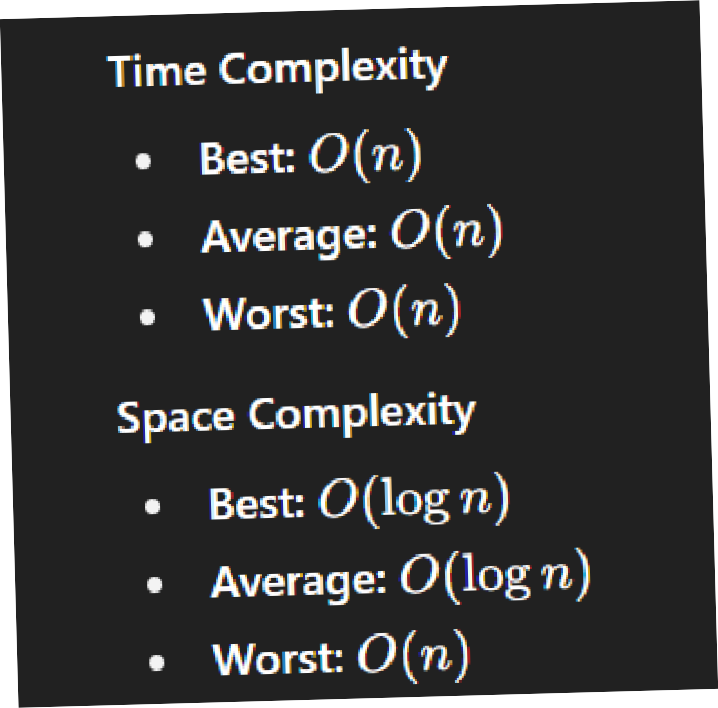 Time Complexity
• Best: O(n)
• Average: O(n)
• Worst: O(n)
Space Complexity
• Best: O(log n)
• Average: O(log n)
• Worst: O(n)